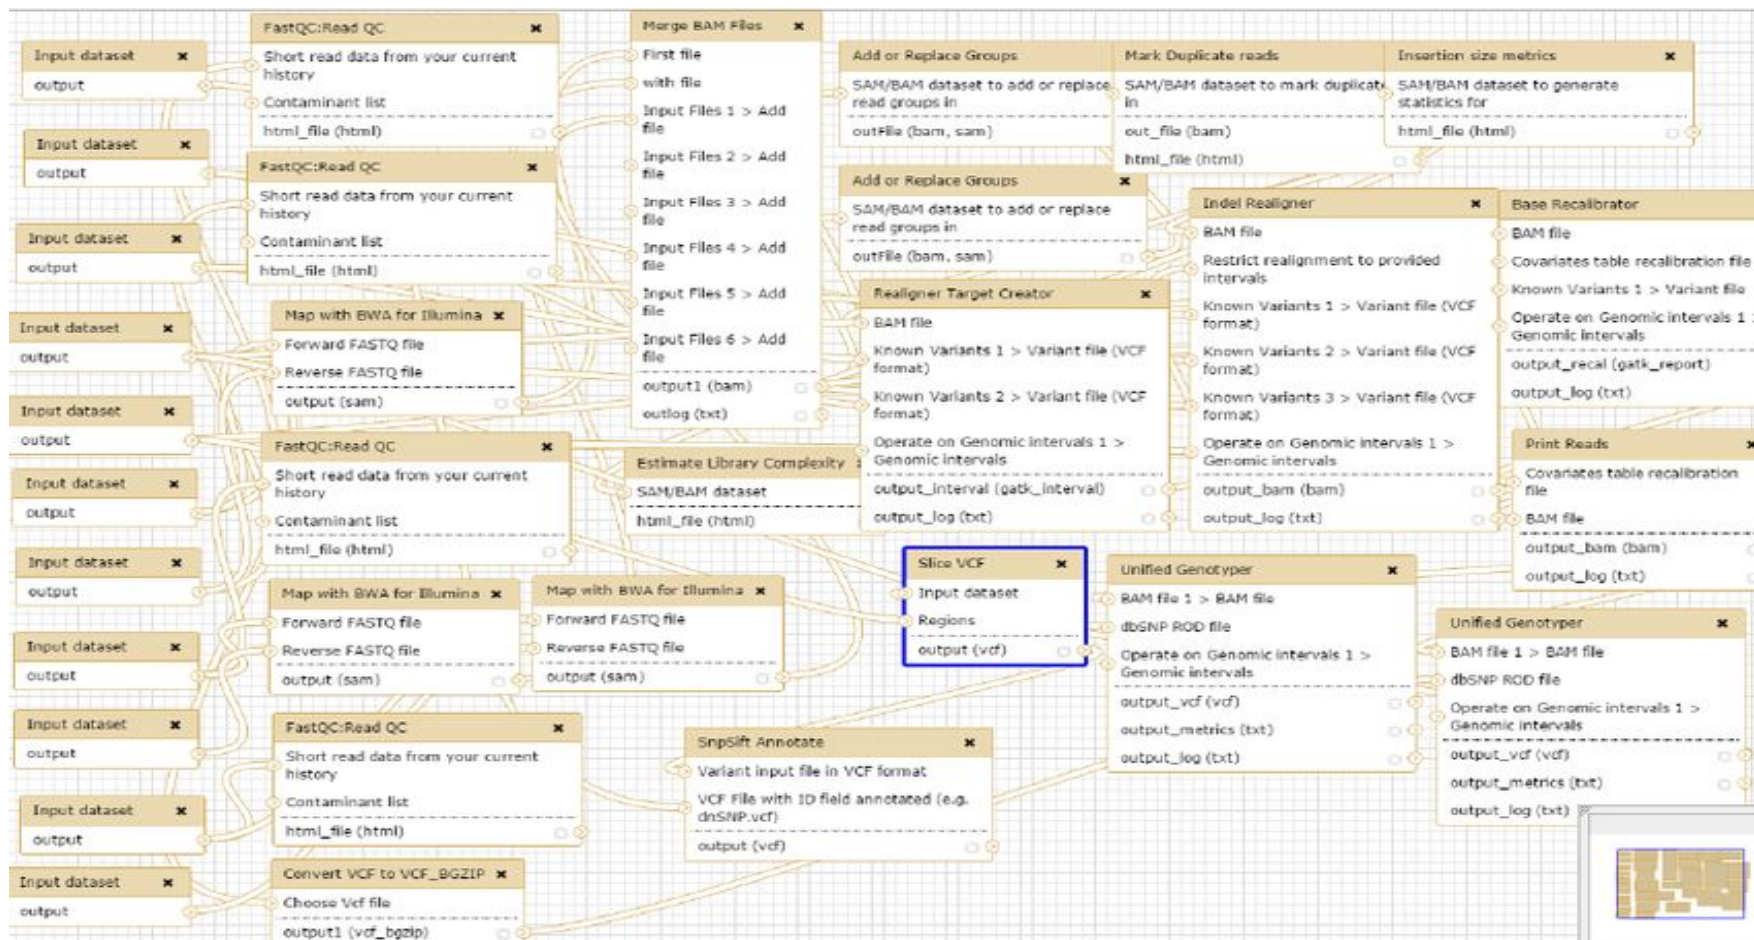 Input dataset
output
Input dataset
output
Input dataset
output
Input dataset
output
Input dataset
output
Input dataset
output
Input dataset
output
Input dataset
output
Input dataset
output
Input dataset
output
Input dataset
output
FastQC:Read QC
Short read data from your current
history
Contaminant list
html_file (html)
FastQC:Read QC
Short read data from your current
history
Contaminant list
html_file (html)
Map with BWA for Illumina
Forward FASTQ file
Reverse FASTQ file
output (sam)
FastQC:Read QC
Short read data from your current
history
Contaminant list
html_file (html)
Map with BWA for Illumina
Forward FASTQ file
Reverse FASTQ file
output (sam)
Map with BWA for Illumina
Forward FASTQ file
Reverse FASTQ file
output (sam)
FastQC:Read QC
Short read data from your current
history
Contaminant list
html_file (html)
Convert VCF to VCF_BGZIP
Choose Vcf file
output1 (vcf_bgzip)
Merge BAM Files
First file
with file
Input Files 1 > Add
file
Input Files 2 > Add
file
Input Files 3 > Add
file
Input Files 4 > Add
file
Input Files 5 > Add
file
Input Files 6 > Add
file
output1 (bam)
outlog (txt)
Estimate Library Complexity
SAM/BAM dataset
html_file (html)
SnpSift Annotate
Variant input file in VCF format
VCF File with ID field annotated (e.g.
dnSNP.vcf)
output (vcf)
Add or Replace Groups
SAM/BAM dataset to add or replace
read groups in
outFile (bam, sam)
Add or Replace Groups
SAM/BAM dataset to add or replace
read groups in
outFile (bam, sam)
Realigner Target Creator
BAM file
Known Variants 1 > Variant file (VCF
format)
Known Variants 2 > Variant file (VCF
format)
Operate on Genomic intervals 1 >
Genomic intervals
output_interval (gatk_interval)
output_log (txt)
Slice VCF
Input dataset
Regions
output (vcf)
Mark Duplicate reads
SAM/BAM dataset to mark duplicate
in
out_file (bam)
html_file (html)
Insertion size metrics
SAM/BAM dataset to generate
statistics for
html_file (html)
Indel Realigner
BAM file
Restrict realignment to provided
intervals
Known Variants 1 > Variant file (VCF
format)
Known Variants 2 > Variant file (VCF
format)
Known Variants 3 > Variant file (VCF
format)
Operate on Genomic intervals 1 >
Genomic intervals
output_bam (bam)
output_log (txt)
Base Recalibrator
BAM file
Covariates table recalibration file
Known Variants 1 > Variant file
Operate on Genomic intervals 1 >
Genomic intervals
output_recal (gatk_report)
output_log (txt)
Print Reads
Covariates table recalibration
file
BAM file
output_bam (bam)
output_log (txt)
Unified Genotyper
BAM file 1 > BAM file
dbSNP ROD file
Operate on Genomic intervals 1 >
Genomic intervals
output_vcf (vcf)
output_metrics (txt)
output_log (txt)
Unified Genotyper
BAM file 1 > BAM file
dbSNP ROD file
Operate on Genomic intervals 1 >
Genomic intervals
output_vcf (vcf)
output_metrics (txt)
output_log (txt)